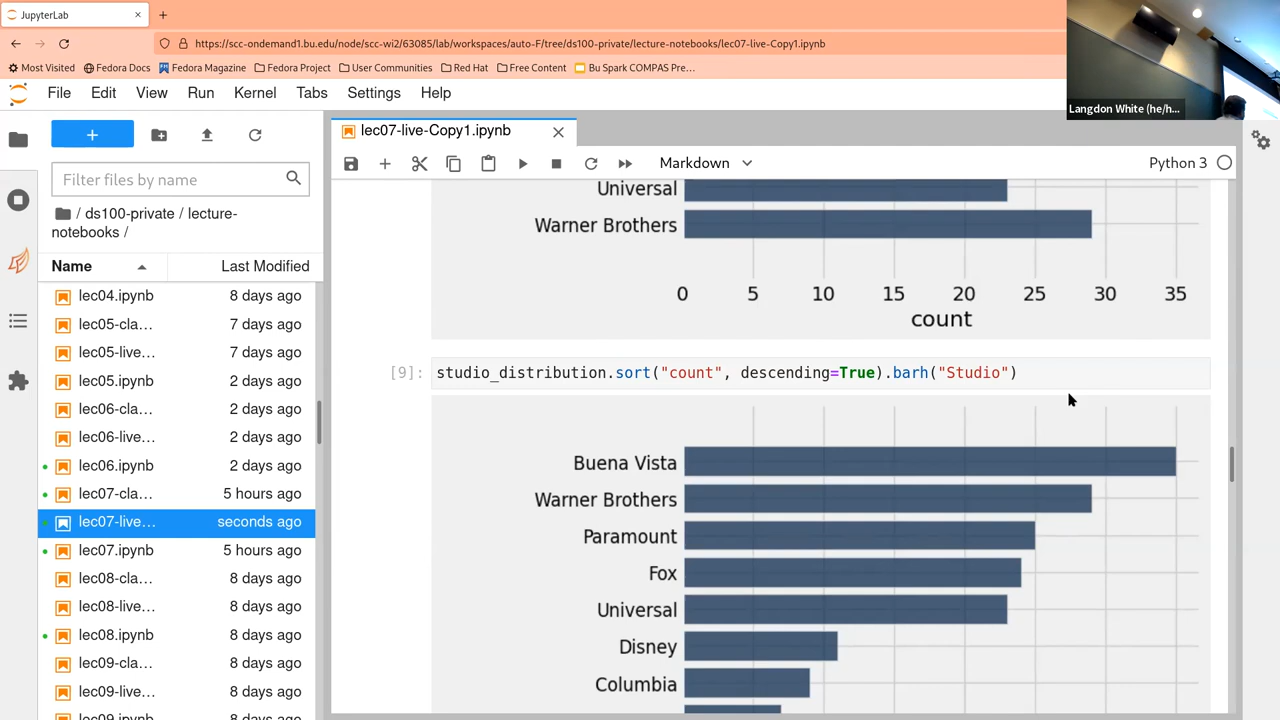 JupyterLab
https://scc-ondemand1.bu.edu/node/scc-wi2/63085/lab/workspaces/auto-F/tree/ds100-private/lecture-notebooks/lec07-live-Copy1.ipynb
Most Visited Fedora Docs Fedora Magazine Fedora Project User Communities Red Hat Free Content Bu Spark COMPAS Pre…
Langdon White (he/h...
File Edit View Run Kernel Tabs Settings Help
lec07-live-Copy1.ipynb
Markdown
Python 3
Filter files by name
/ ds100-private / lecture-
notebooks /
Name Last Modified
lec04.ipynb 8 days ago
lec05-cla… 7 days ago
lec05-live… 7 days ago
lec05.ipynb 2 days ago
lec06-cla… 2 days ago
lec06-live… 2 days ago
lec06.ipynb 2 days ago
lec07-cla… 5 hours ago
lec07-live… seconds ago
lec07.ipynb 5 hours ago
lec08-cla… 8 days ago
lec08-live… 8 days ago
lec08.ipynb 8 days ago
lec09-cla… 8 days ago
lec09-live… 8 days ago
lec09.ipynb 8 days ago
Universal
Warner Brothers
0 5 10 15 20 25 30 35
count
[9]: studio_distribution.sort("count", descending=True).barh("Studio")
Buena Vista
Warner Brothers
Paramount
Fox
Universal
Disney
Columbia